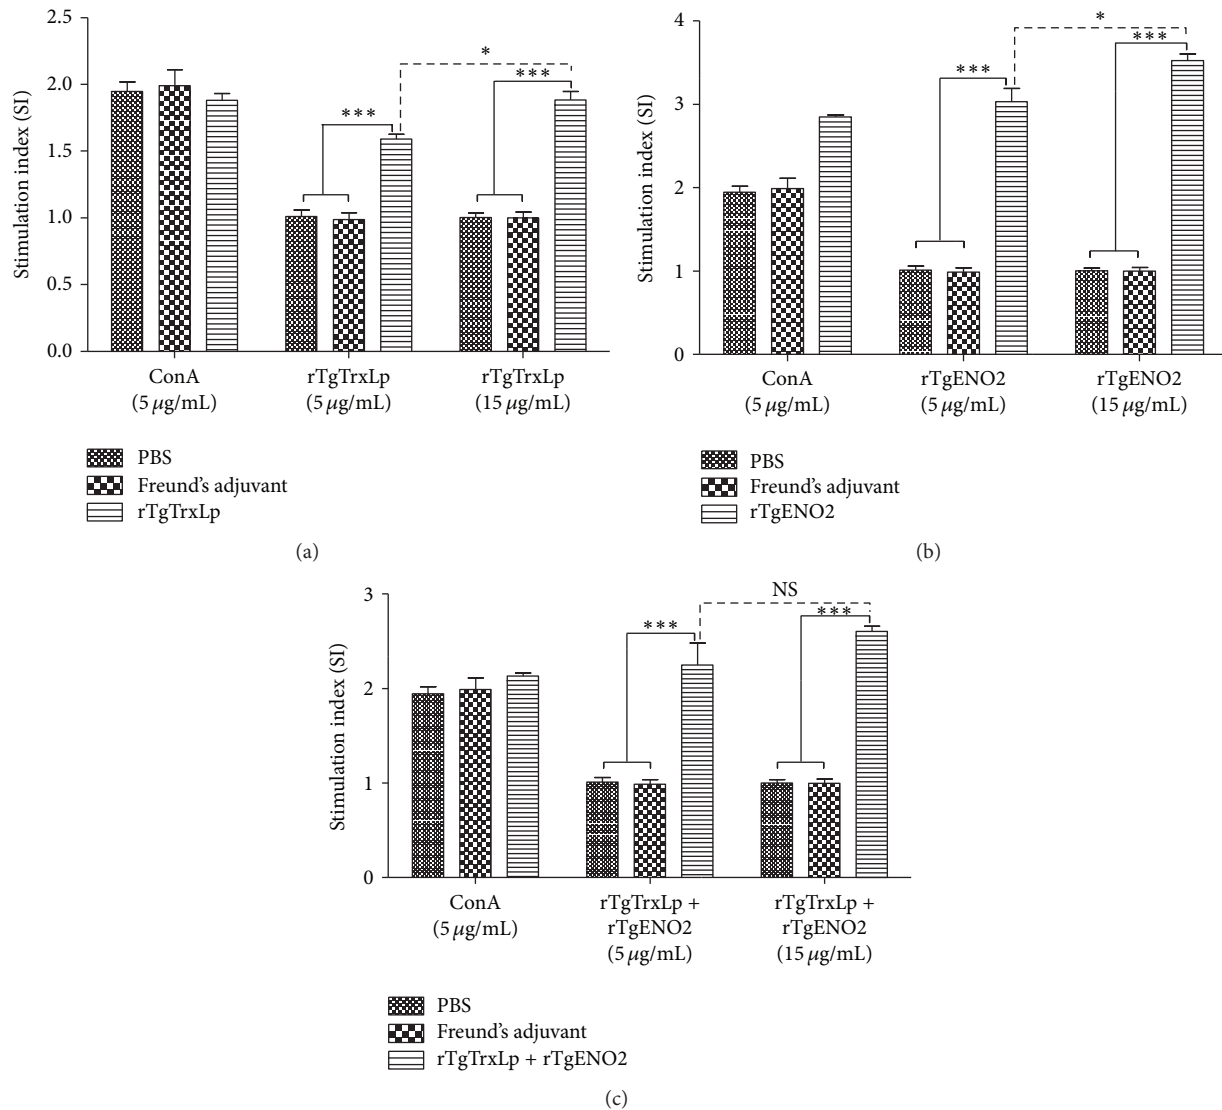 2.5
2.0
1.5
1.0
0.5
0.0
Stimulation index (SI)
*
***
***
ConA
(5 μg/mL)
rTgTrxLp
(5 μg/mL)
rTgTrxLp
(15 μg/mL)
PBS
Freund's adjuvant
rTgTrxLp
(a)
4
3
2
1
0
Stimulation index (SI)
*
***
***
ConA
(5 μg/mL)
rTgENO2
(5 μg/mL)
rTgENO2
(15 μg/mL)
PBS
Freund's adjuvant
rTgENO2
(b)
3
2
1
0
Stimulation index (SI)
NS
***
***
ConA
(5 μg/mL)
rTgTrxLp +
rTgENO2
(5 μg/mL)
rTgTrxLp +
rTgENO2
(15 μg/mL)
PBS
Freund's adjuvant
rTgTrxLp + rTgENO2
(c)